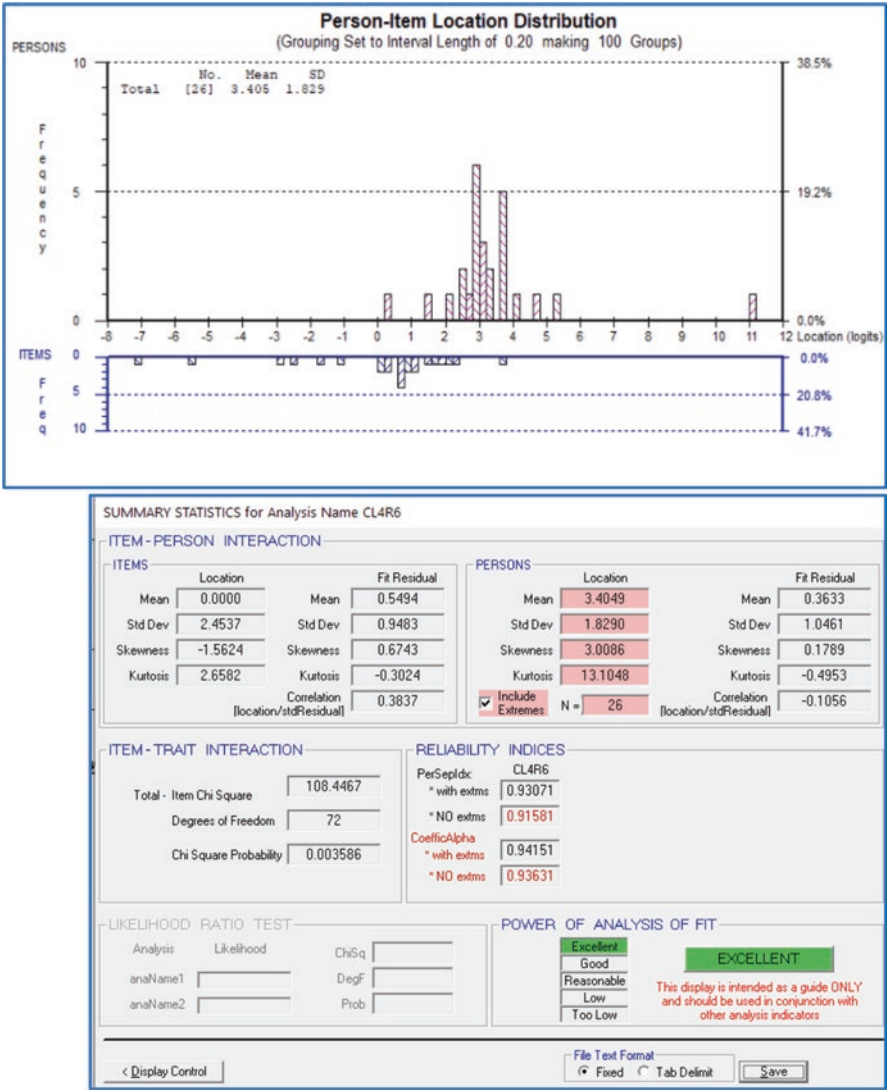 Person-Item Location Distribution
(Grouping Set to Interval Length of 0.20 making 100 Groups)
PERSONS
10 38.5%
No. Mean SD
Total [26] 3.405 1.829
Frequency
5 19.2%
0 0.0%
-8 -7 -6 -5 -4 -3 -2 -1 0 1 2 3 4 5 6 7 8 9 10 11 12 Location (logits)
ITEMS 0 0.0%
Freq
5 20.8%
10 41.7%
SUMMARY STATISTICS for Analysis Name CL4R6
ITEM-PERSON INTERACTION
ITEMS
Location Fit Residual
Mean 0.0000 Mean 0.5494
Std Dev 2.4537 Std Dev 0.9483
Skewness -1.5624 Skewness 0.6743
Kurtosis 2.6582 Kurtosis -0.3024
Correlation
[location/stdResidual] 0.3837
PERSONS
Location Fit Residual
Mean 3.4049 Mean 0.3633
Std Dev 1.8290 Std Dev 1.0461
Skewness 3.0086 Skewness 0.1789
Kurtosis 13.1048 Kurtosis -0.4953
Include
Extremes N = 26
Correlation
[location/stdResidual] -0.1056
ITEM-TRAIT INTERACTION
Total - Item Chi Square 108.4467
Degrees of Freedom 72
Chi Square Probability 0.003586
RELIABILITY INDICES
PerSepIdx: CL4R6
* with extms 0.93071
* NO extms 0.91581
CoefficAlpha
* with extms 0.94151
* NO extms 0.93631
LIKELIHOOD RATIO TEST
Analysis Likelihood ChiSq
anaName1 DegF
anaName2 Prob
POWER OF ANALYSIS OF FIT
Excellent
Good
Reasonable
Low
Too Low
EXCELLENT
This display is intended as a guide ONLY
and should be used in conjunction with
other analysis indicators
< Display Control
File Text Format
Fixed Tab Delimit
Save